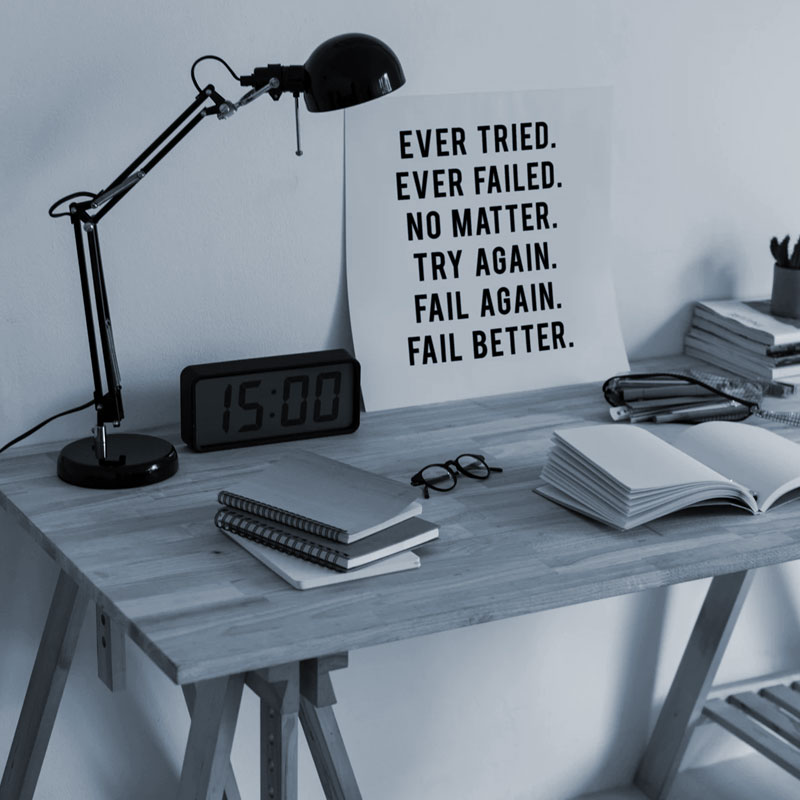 EVER TRIED.
EVER FAILED.
NO MATTER.
TRY AGAIN.
FAIL AGAIN.
FAIL BETTER.
15:00